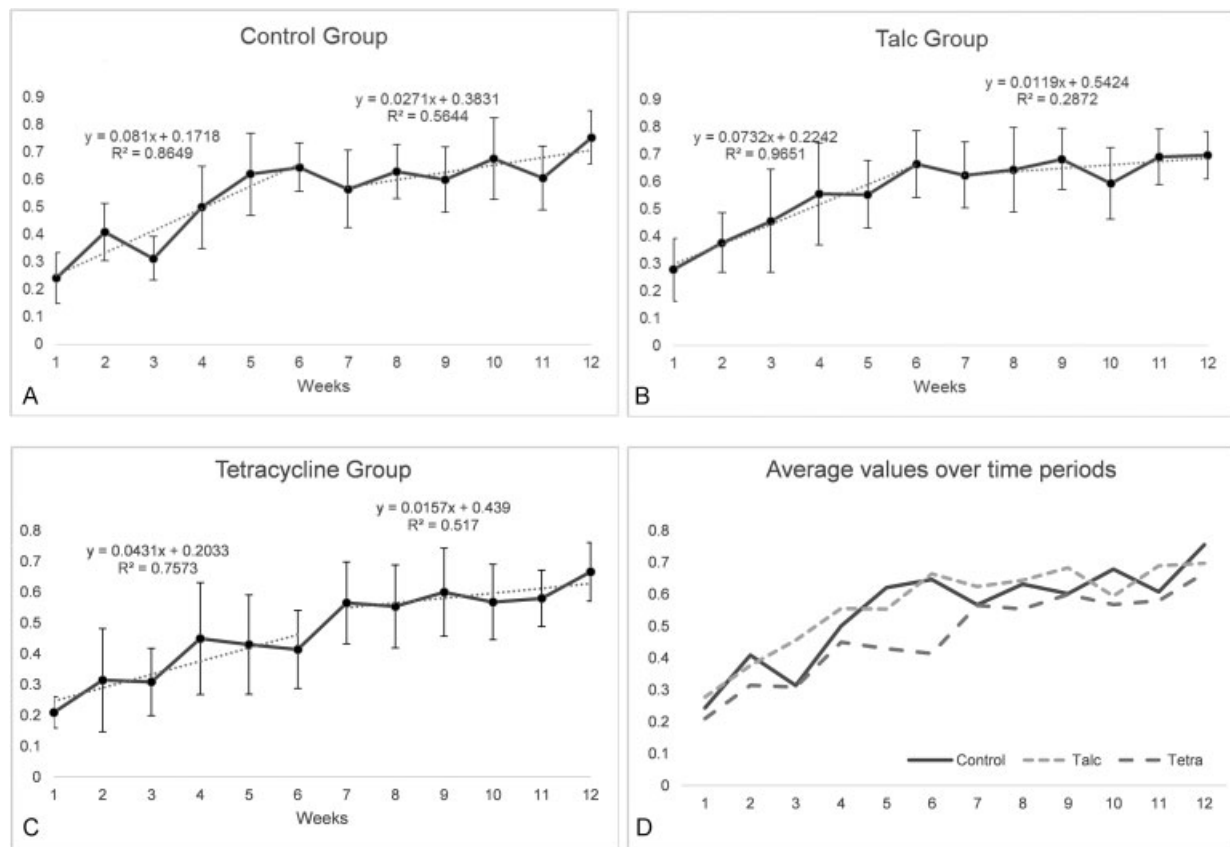 Control Group
y = 0.0271x + 0.3831
R² = 0.5644
y = 0.081x + 0.1718
R² = 0.8649
0.9
0.8
0.7
0.6
0.5
0.4
0.3
0.2
0.1
0
1 2 3 4 5 6 7 8 9 10 11 12
Weeks
A
Talc Group
y = 0.0119x + 0.5424
R² = 0.2872
y = 0.0732x + 0.2242
R² = 0.9651
0.9
0.8
0.7
0.6
0.5
0.4
0.3
0.2
0.1
0
1 2 3 4 5 6 7 8 9 10 11 12
Weeks
B
Tetracycline Group
y = 0.0157x + 0.439
R² = 0.517
y = 0.0431x + 0.2033
R² = 0.7573
0.8
0.7
0.6
0.5
0.4
0.3
0.2
0.1
0
1 2 3 4 5 6 7 8 9 10 11 12
Weeks
C
Average values over time periods
0.8
0.7
0.6
0.5
0.4
0.3
0.2
0.1
0
Control Talc Tetra
1 2 3 4 5 6 7 8 9 10 11 12
D